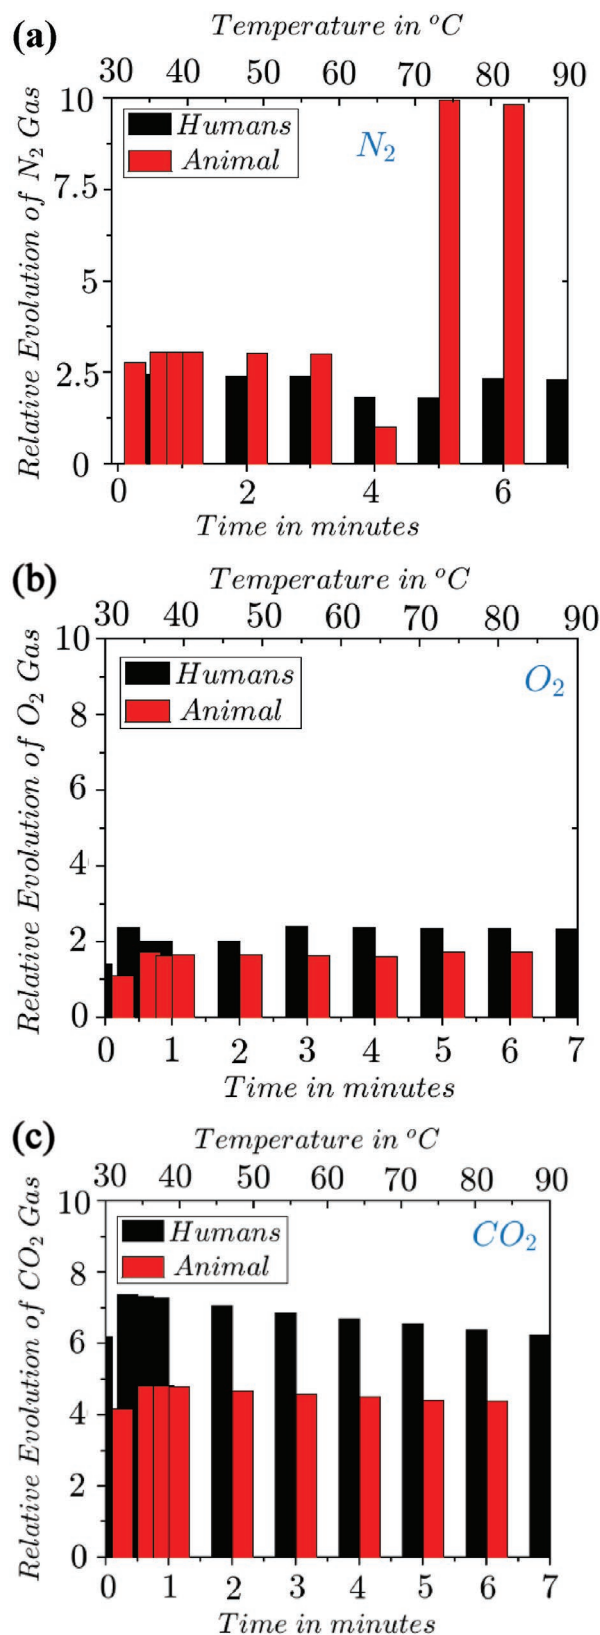 (a)
Temperature in °C
30 40 50 60 70 80 90
Relative Evolution of N₂ Gas
10
7.5
5
2.5
0
Humans
Animal
N₂
0 2 4 6
Time in minutes
(b)
Temperature in °C
30 40 50 60 70 80 90
Relative Evolution of O₂ Gas
10
8
6
4
2
0
Humans
Animal
O₂
0 1 2 3 4 5 6 7
Time in minutes
(c)
Temperature in °C
30 40 50 60 70 80 90
Relative Evolution of CO₂ Gas
10
8
6
4
2
0
Humans
Animal
CO₂
0 1 2 3 4 5 6 7
Time in minutes